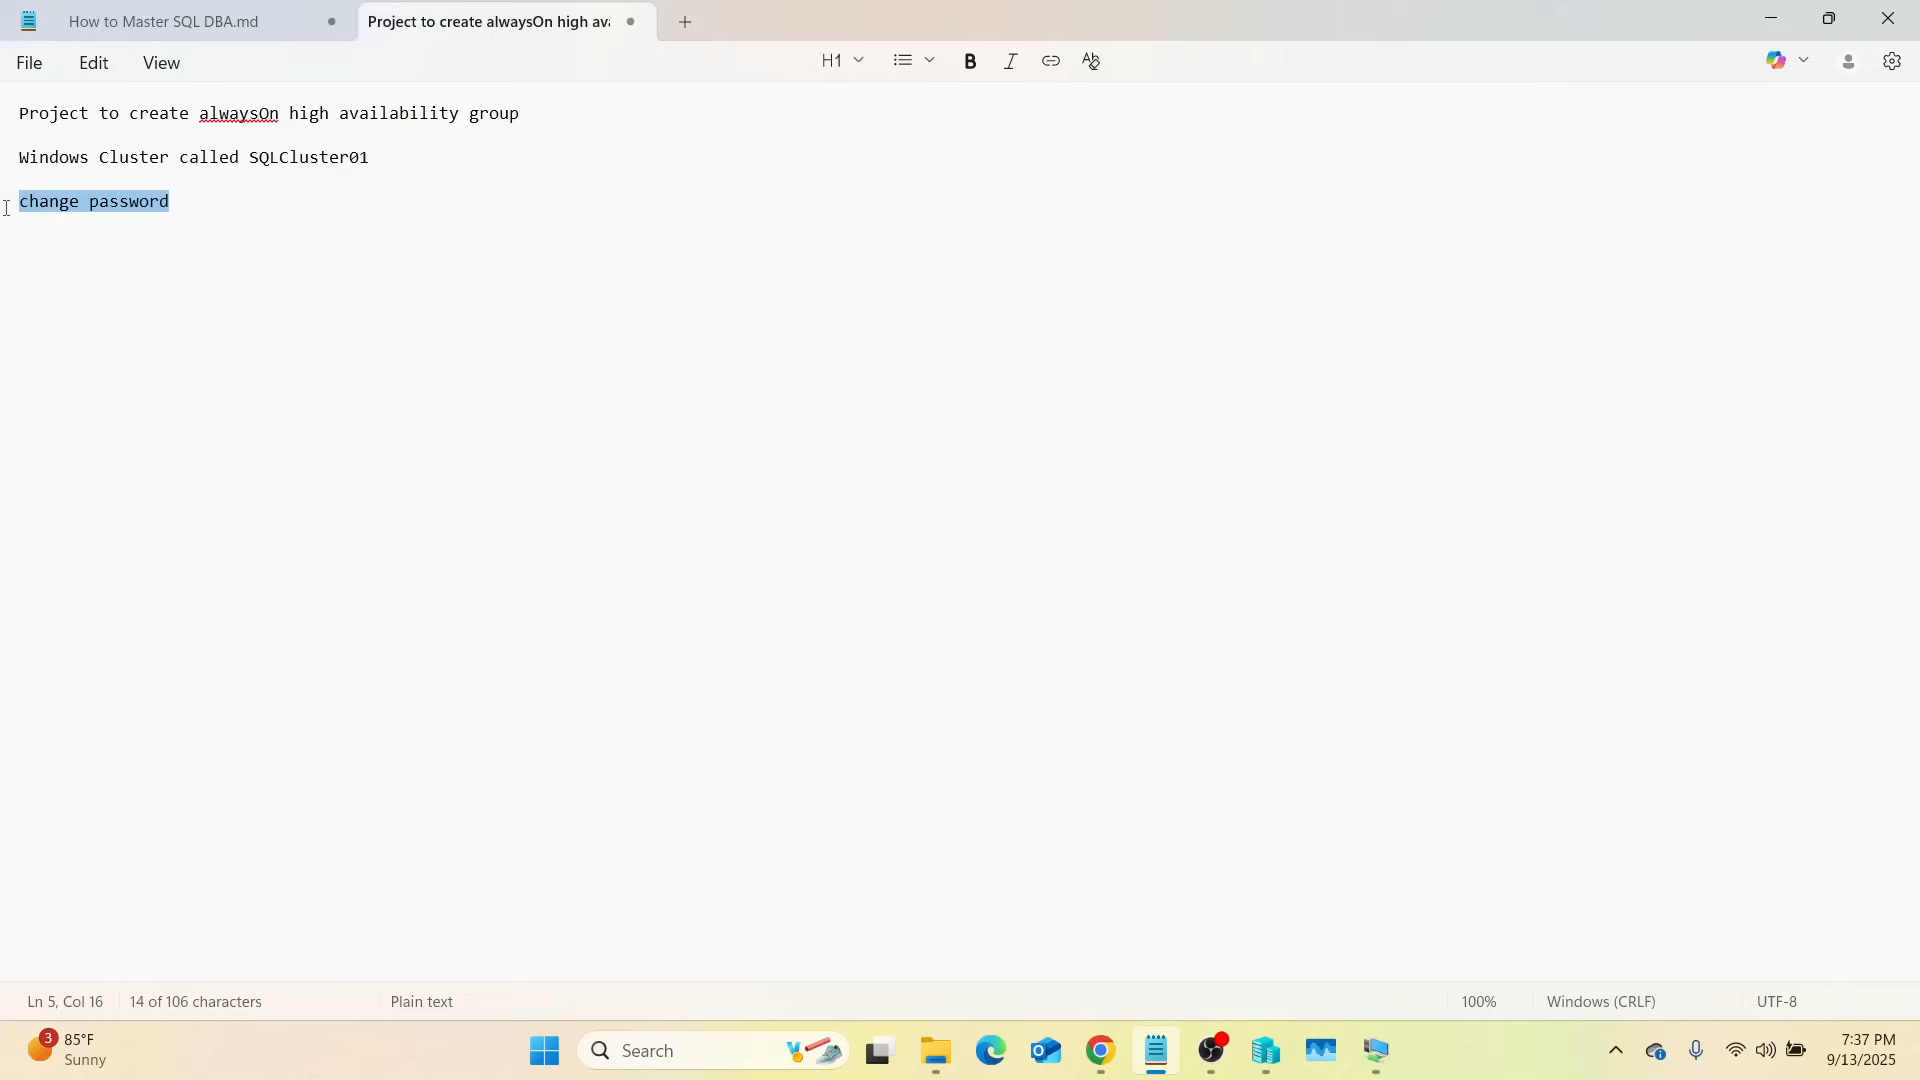 How to Master SQL DBA.md
Project to create alwaysOn high ava
File Edit View
H1
Project to create alwaysOn high availability group
Windows Cluster called SQLCluster01
change password
Ln 5, Col 16
14 of 106 characters
Plain text
100%
Windows (CRLF)
UTF-8
3
85°F
Sunny
Search
7:37 PM
9/13/2025